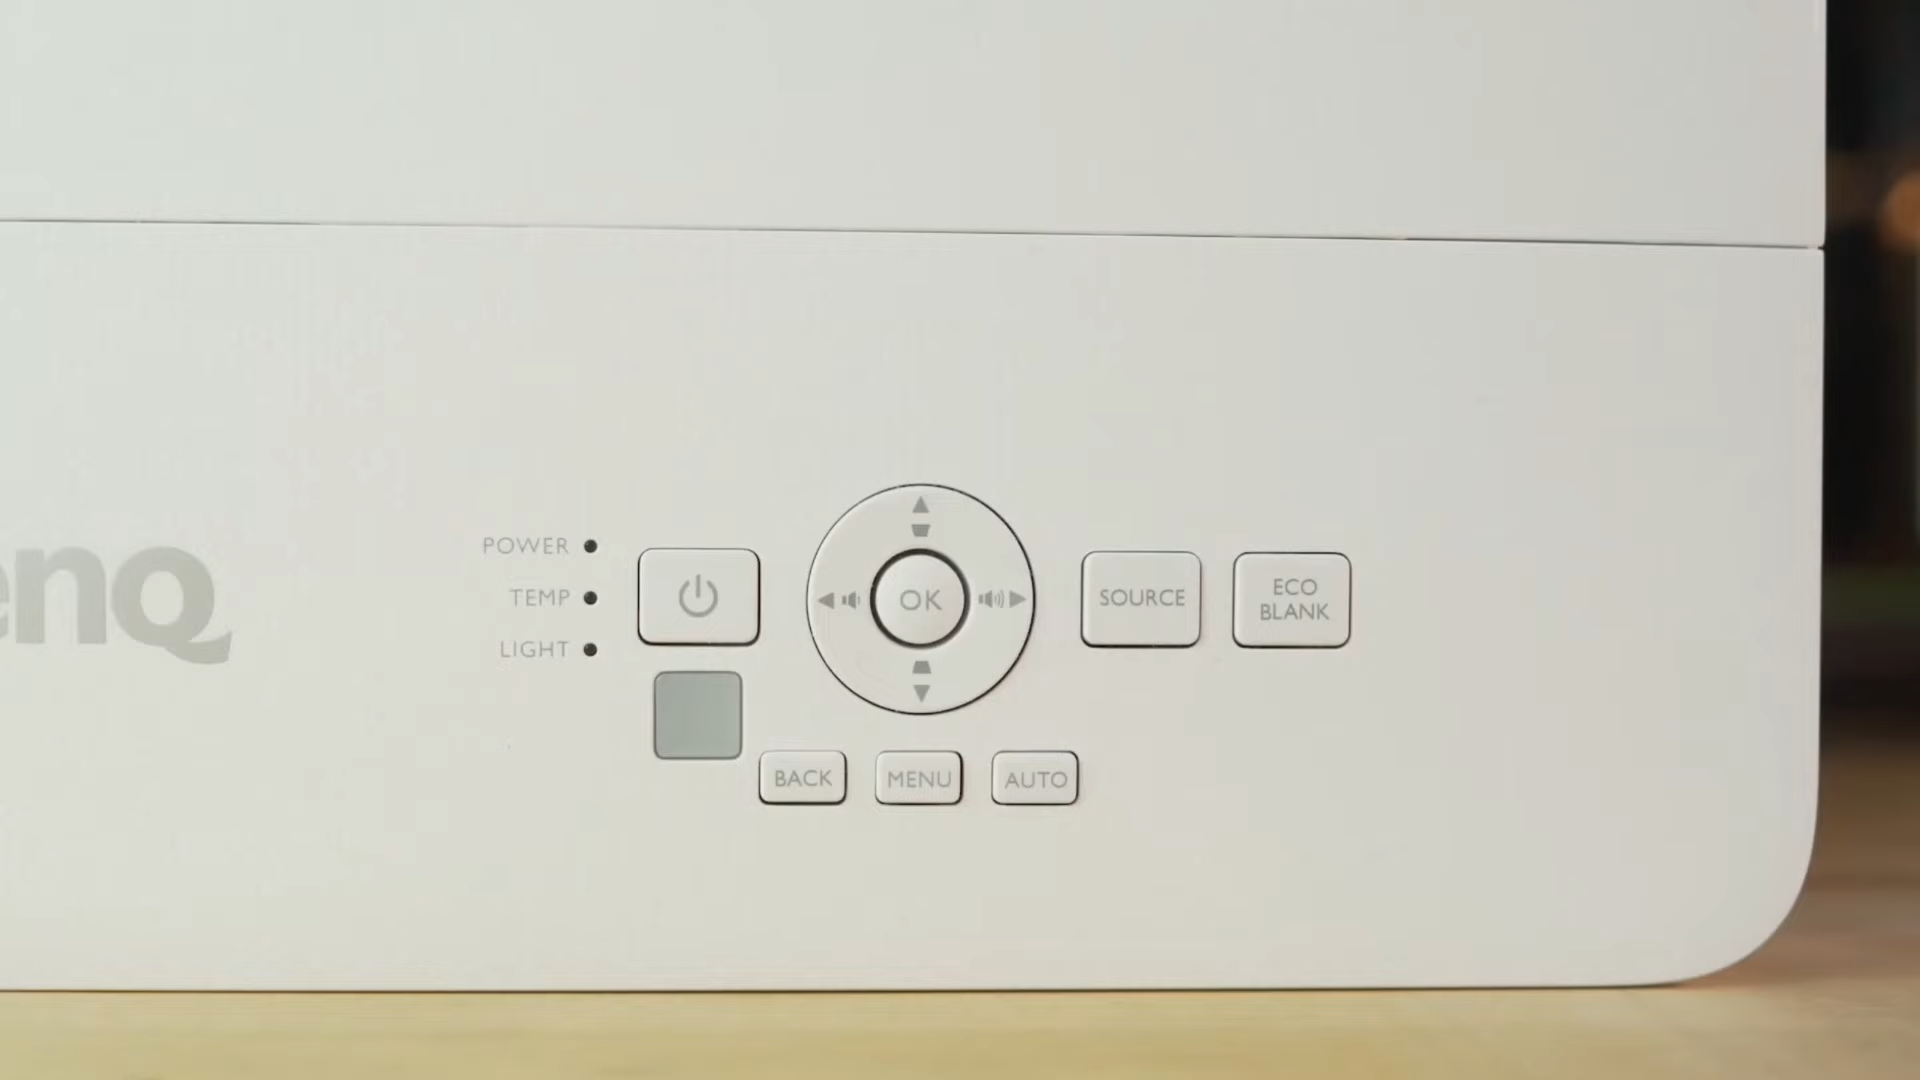 enQ
POWER
TEMP
LIGHT
OK
SOURCE
ECO
BLANK
BACK
MENU
AUTO